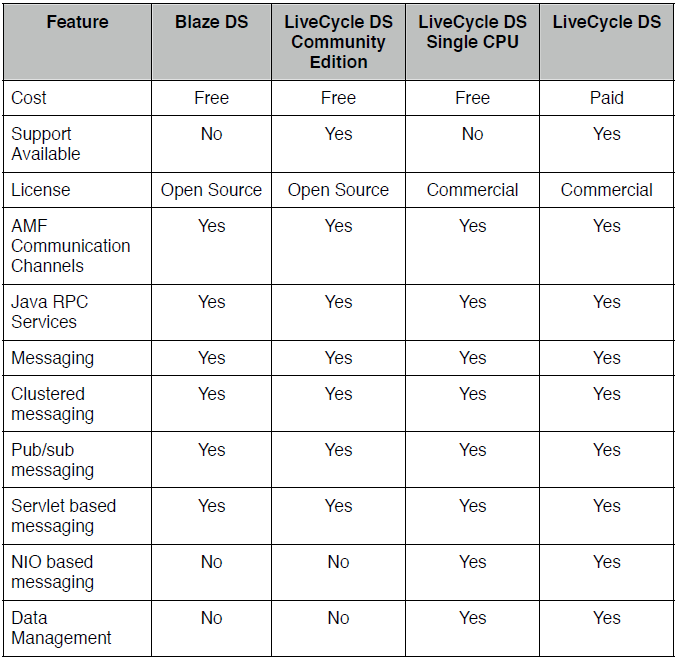 Feature Blaze DS LiveCycle DS Community Edition LiveCycle DS Single CPU LiveCycle DS
Cost Free Free Free Paid
Support Available No Yes No Yes
License Open Source Open Source Commercial Commercial
AMF Communication Channels Yes Yes Yes Yes
Java RPC Services Yes Yes Yes Yes
Messaging Yes Yes Yes Yes
Clustered messaging Yes Yes Yes Yes
Pub/sub messaging Yes Yes Yes Yes
Servlet based messaging Yes Yes Yes Yes
NIO based messaging No No Yes Yes
Data Management No No Yes Yes